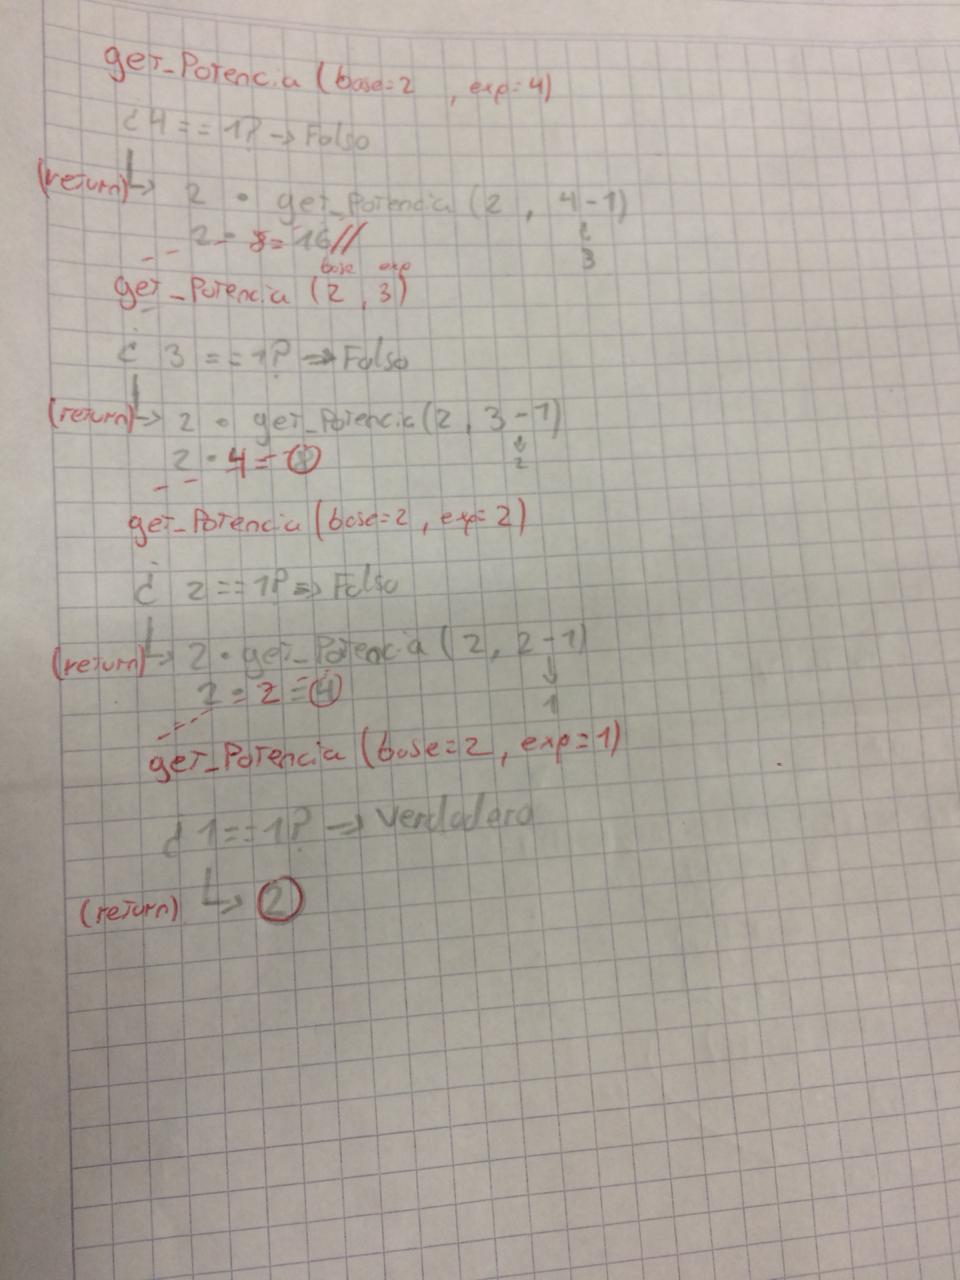 get_Potencia (base=2 , exp=4)
¿4 == 1? → Falso
(return) → 2 • get_Potencia (2 , 4-1)
2 • 8 = 16//
3
base exp
get_Potencia (2 , 3)
¿ 3 == 1? → Falso
(return) → 2 • get_Potencia (2 , 3-1)
2 • 4 = 8
2
get_Potencia (base=2 , exp=2)
¿ 2 == 1? → Falso
(return) → 2 • get_Potencia (2, 2-1)
2 • 2 = 4
1
get_Potencia (base=2 , exp=1)
¿ 1 == 1? → Verdadero
(return) → 2